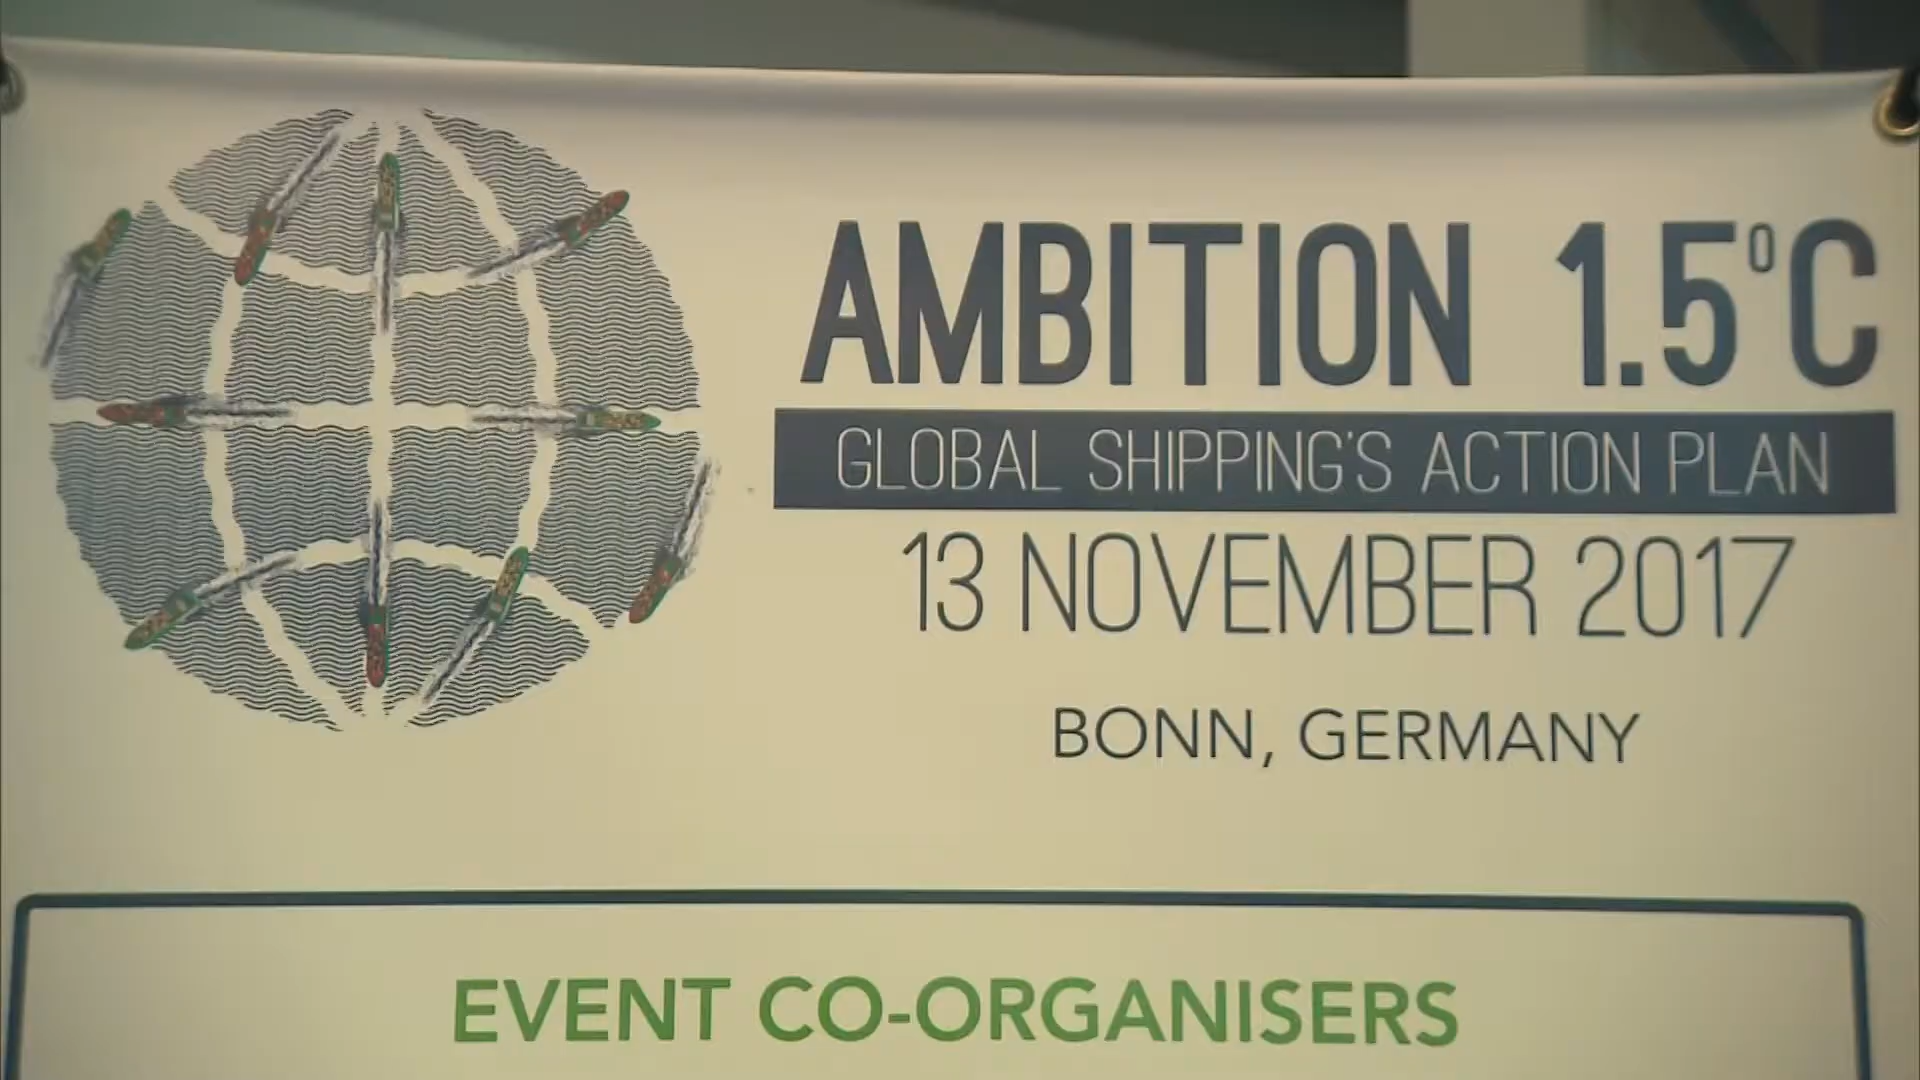 AMBITION 1.5°C
GLOBAL SHIPPING'S ACTION PLAN
13 NOVEMBER 2017
BONN, GERMANY
EVENT CO-ORGANISERS